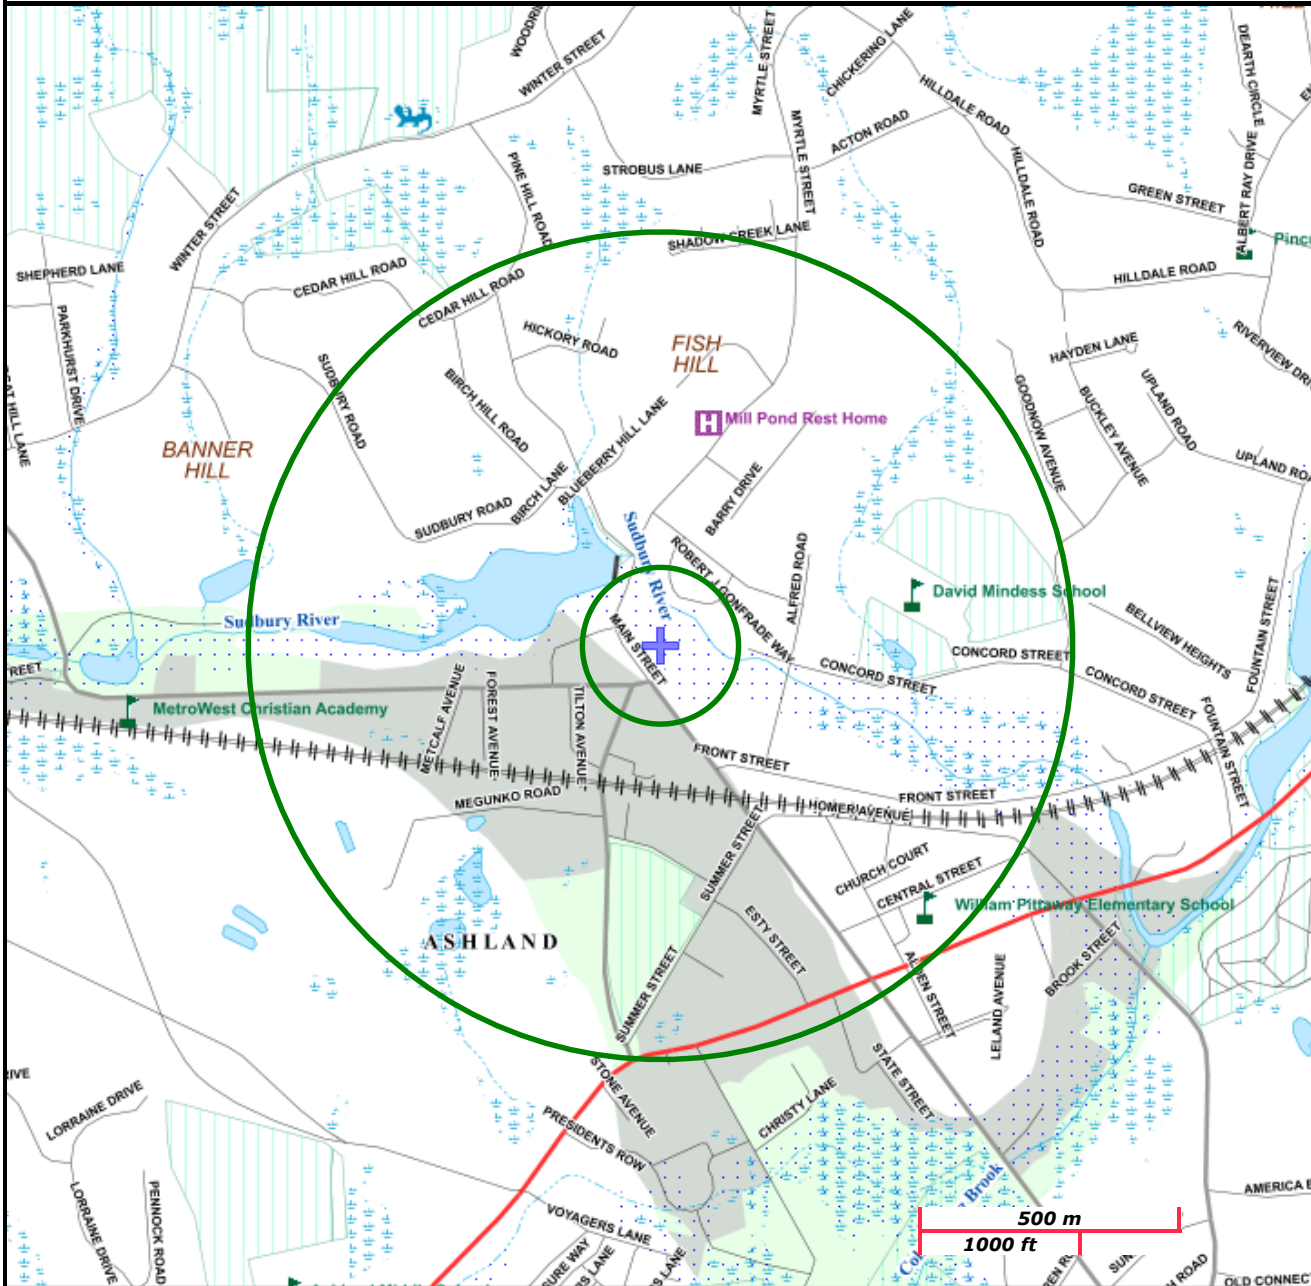 WINTER STREET
MYRTLE STREET
CHICKERING LANE
HILLDALE ROAD
DEARTH CIRCLE
ACTON ROAD
STROBUS LANE
PINE HILL ROAD
MYRTLE STREET
HILLDALE ROAD
GREEN STREET
ALBERT RAY DRIVE
WINTER STREET
SHADOW CREEK LANE
SHEPHERD LANE
CEDAR HILL ROAD
CEDAR HILL ROAD
HILLDALE ROAD
PARKHURST DRIVE
HICKORY ROAD
FISH
HILL
HAYDEN LANE
SUDBURY ROAD
BIRCH HILL ROAD
BLUEBERRY HILL LANE
Mill Pond Rest Home
GOODNOW AVENUE
BUCKLEY AVENUE
UPLAND ROAD
BANNER
HILL
SUDBURY ROAD
BIRCH LANE
BARRY DRIVE
Sudbury River
ROBERT J GONFRADE WAY
ALFRED ROAD
David Mindess School
BELLVIEW HEIGHTS
FOUNTAIN STREET
Sudbury River
MAIN STREET
CONCORD STREET
CONCORD STREET
CONCORD STREET
MetroWest Christian Academy
METCALF AVENUE
FOREST AVENUE
TILTON AVENUE
FRONT STREET
FRONT STREET
FOUNTAIN STREET
MEGUNKO ROAD
HOMER AVENUE
SUMMER STREET
CHURCH COURT
CENTRAL STREET
William Pittaway Elementary School
ESTY STREET
ASHLAND
SUMMER STREET
ALDEN STREET
LELAND AVENUE
BROOK STREET
STONE AVENUE
STATE STREET
CHRISTY LANE
LORRAINE DRIVE
PRESIDENTS ROW
LORRAINE DRIVE
PENNOCK ROAD
VOYAGERS LANE
Brook
500 m
1000 ft